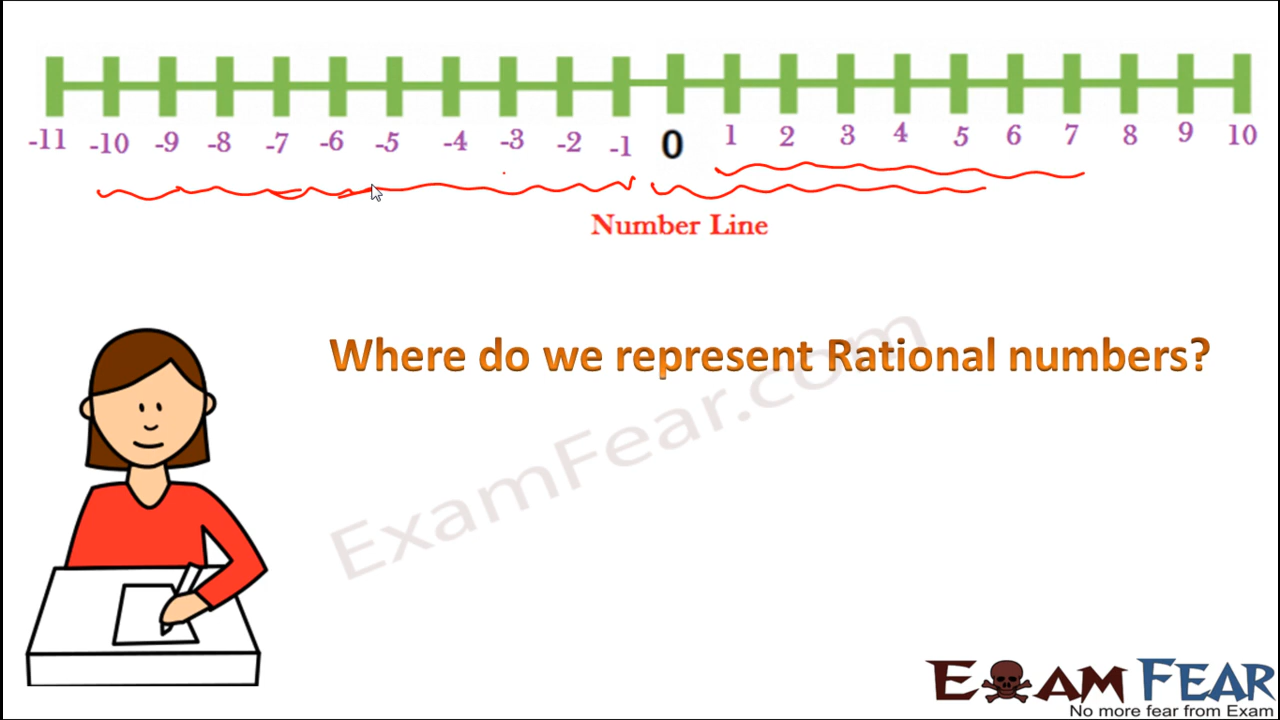 -11 -10 -9 -8 -7 -6 -5 -4 -3 -2 -1 0 1 2 3 4 5 6 7 8 9 10
Number Line
Where do we represent Rational numbers?
ExamFear.com
EXAM FEAR
No more fear from Exam